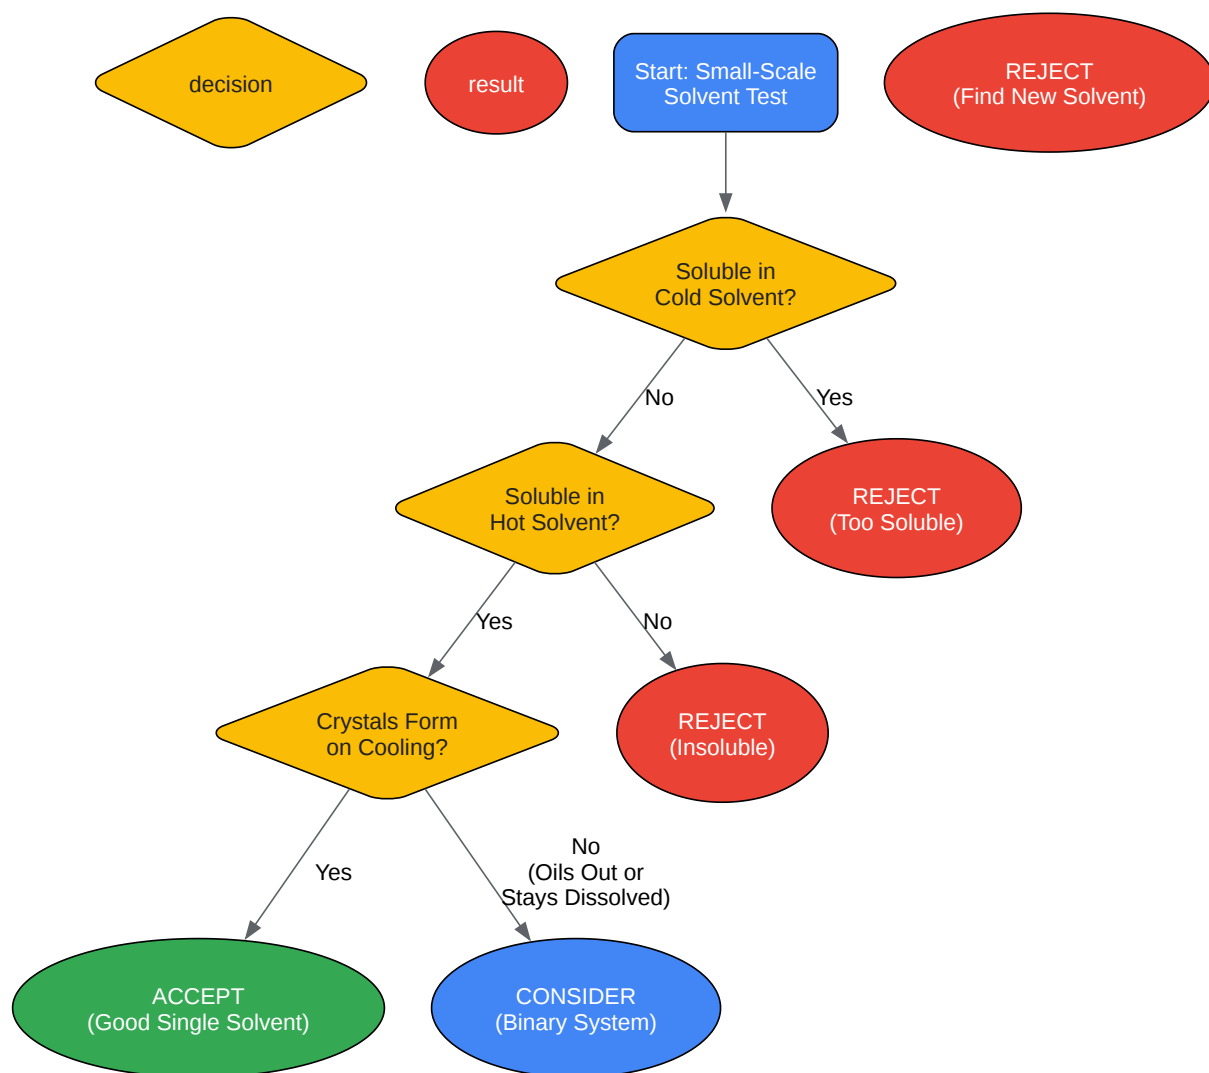 decision
result
Start: Small-Scale
Solvent Test
REJECT
(Find New Solvent)
Soluble in
Cold Solvent?
No
Yes
Soluble in
Hot Solvent?
REJECT
(Too Soluble)
Yes
No
Crystals Form
on Cooling?
REJECT
(Insoluble)
Yes
No
(Oils Out or
Stays Dissolved)
ACCEPT
(Good Single Solvent)
CONSIDER
(Binary System)